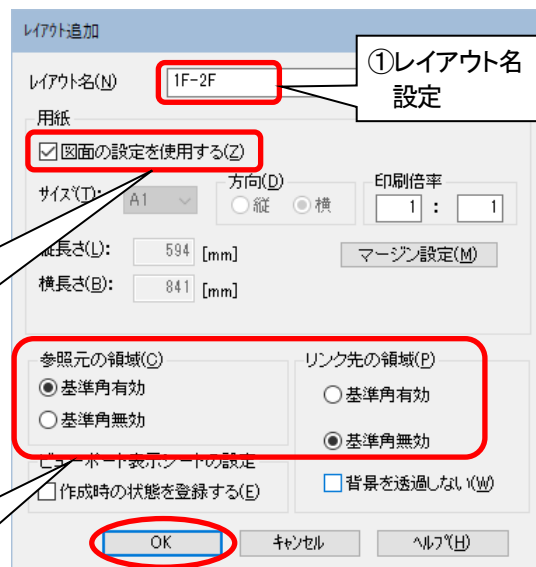 レイアウト追加
①レイアウト名
設定
レイアウト名(N) 1F-2F
用紙
図面の設定を使用する(Z)
サイズ(T): A1 方向(D) 縦 横 印刷倍率 1 : 1
縦長さ(L): 594 [mm] マージン設定(M)
横長さ(B): 841 [mm]
参照元の領域(C) リンク先の領域(P)
基準角有効 基準角有効
基準角無効 基準角無効
ビューポート表示シートの設定
作成時の状態を登録する(E) 背景を透過しない(W)
OK キャンセル ヘルプ(H)